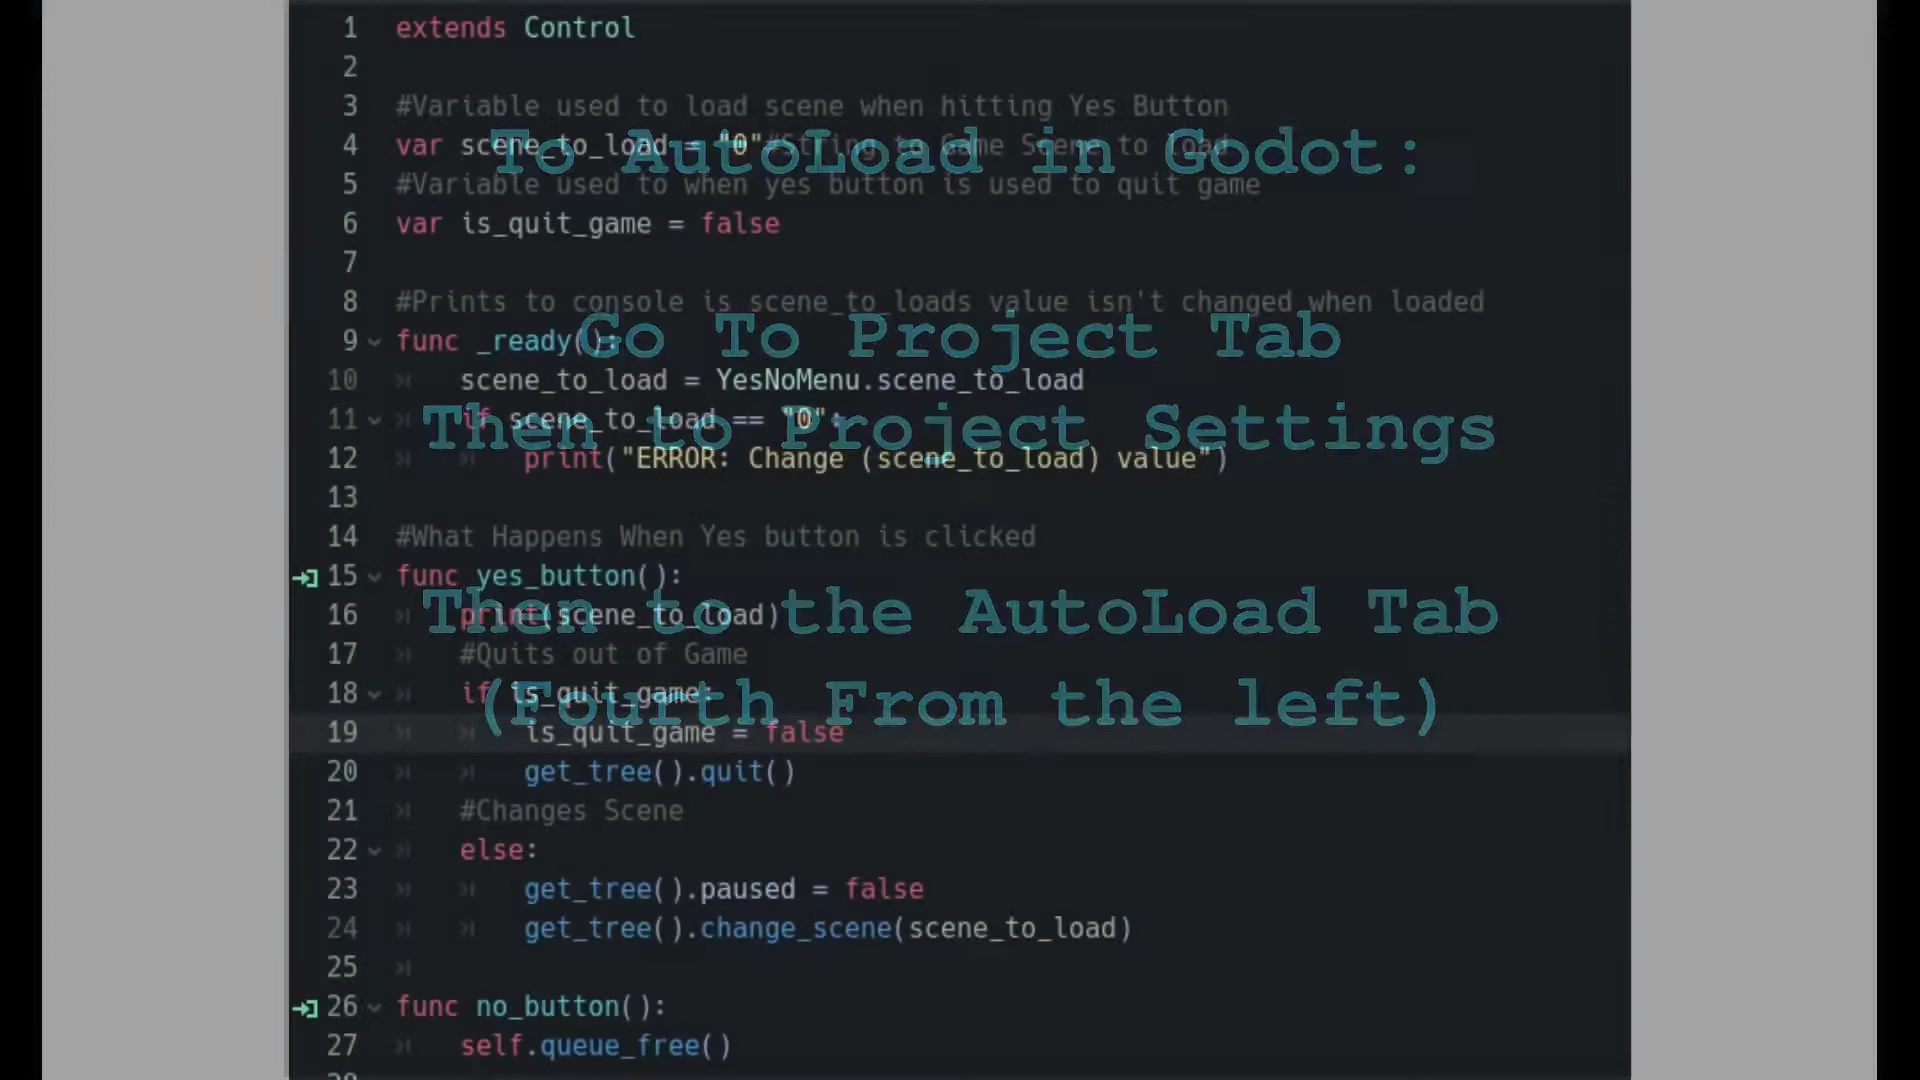 1 extends Control
2
3 #Variable used to load scene when hitting Yes Button
4 var scene_to_load = "0"#String to Game Scene to load
To AutoLoad in Godot:
5 #Variable used to when yes button is used to quit game
6 var is_quit_game = false
7
8 #Prints to console is scene_to_loads value isn't changed when loaded
Go To Project Tab
9 func _ready():
10 scene_to_load = YesNoMenu.scene_to_load
11 if scene_to_load == "0":
Then to Project Settings
12 print("ERROR: Change (scene_to_load) value")
13
14 #What Happens When Yes button is clicked
15 func yes_button():
Then to the AutoLoad Tab
16 print(scene_to_load)
17 #Quits out of Game
18 if is_quit_game:
(Fourth From the left)
19 is_quit_game = false
20 get_tree().quit()
21 #Changes Scene
22 else:
23 get_tree().paused = false
24 get_tree().change_scene(scene_to_load)
25
26 func no_button():
27 self.queue_free()